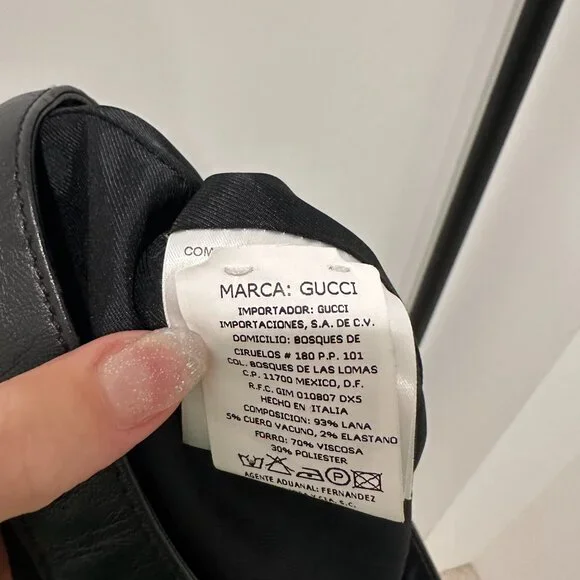 COM
MARCA: GUCCI
IMPORTADOR: GUCCI
IMPORTACIONES, S.A. DE C.V.
DOMICILIO: BOSQUES DE
CIRUELOS # 180 P.P. 101
COL. BOSQUES DE LAS LOMAS
C.P. 11700 MEXICO, D.F.
R.F.C. GIM 010807 DX5
HECHO EN ITALIA
COMPOSICION: 93% LANA
5% CUERO VACUNO, 2% ELASTANO
FORRO: 70% VISCOSA
30% POLIESTER
AGENTE ADUANAL: FERNANDEZ
Y CIA, S.C.